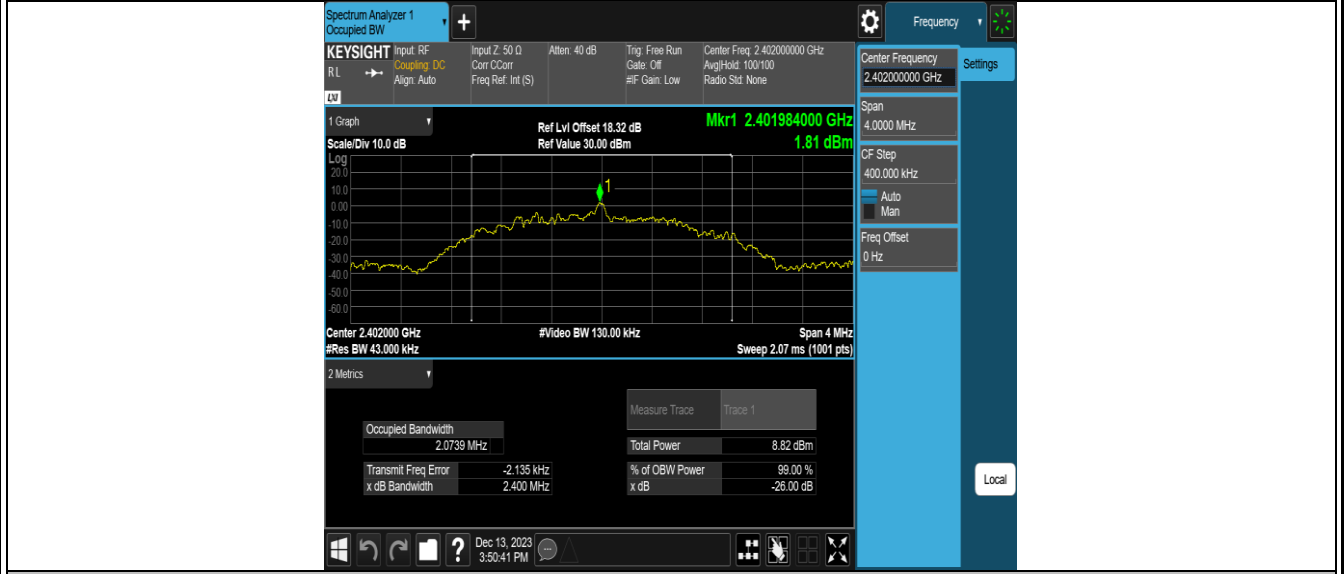 Spectrum Analyzer 1
Occupied BW
+
Frequency
KEYSIGHT
R L
LXI
Input: RF
Coupling: DC
Align: Auto
Input Z: 50 Ω
Corr CCorr
Freq Ref: Int (S)
Atten: 40 dB
Trig: Free Run
Gate: Off
#IF Gain: Low
Center Freq: 2.402000000 GHz
Avg|Hold: 100/100
Radio Std: None
1 Graph
Scale/Div 10.0 dB
Ref Lvl Offset 18.32 dB
Ref Value 30.00 dBm
Mkr1 2.401984000 GHz
1.81 dBm
Log
20.0
10.0
0.00
-10.0
-20.0
-30.0
-40.0
-50.0
-60.0
1
Center 2.402000 GHz
#Res BW 43.000 kHz
#Video BW 130.00 kHz
Span 4 MHz
Sweep 2.07 ms (1001 pts)
2 Metrics
Measure Trace Trace 1
Occupied Bandwidth
2.0739 MHz
Total Power 8.82 dBm
Transmit Freq Error -2.135 kHz
% of OBW Power 99.00 %
x dB Bandwidth 2.400 MHz
x dB -26.00 dB
?
Dec 13, 2023
3:50:41 PM
Center Frequency
2.402000000 GHz
Settings
Span
4.0000 MHz
CF Step
400.000 kHz
Auto
Man
Freq Offset
0 Hz
Local